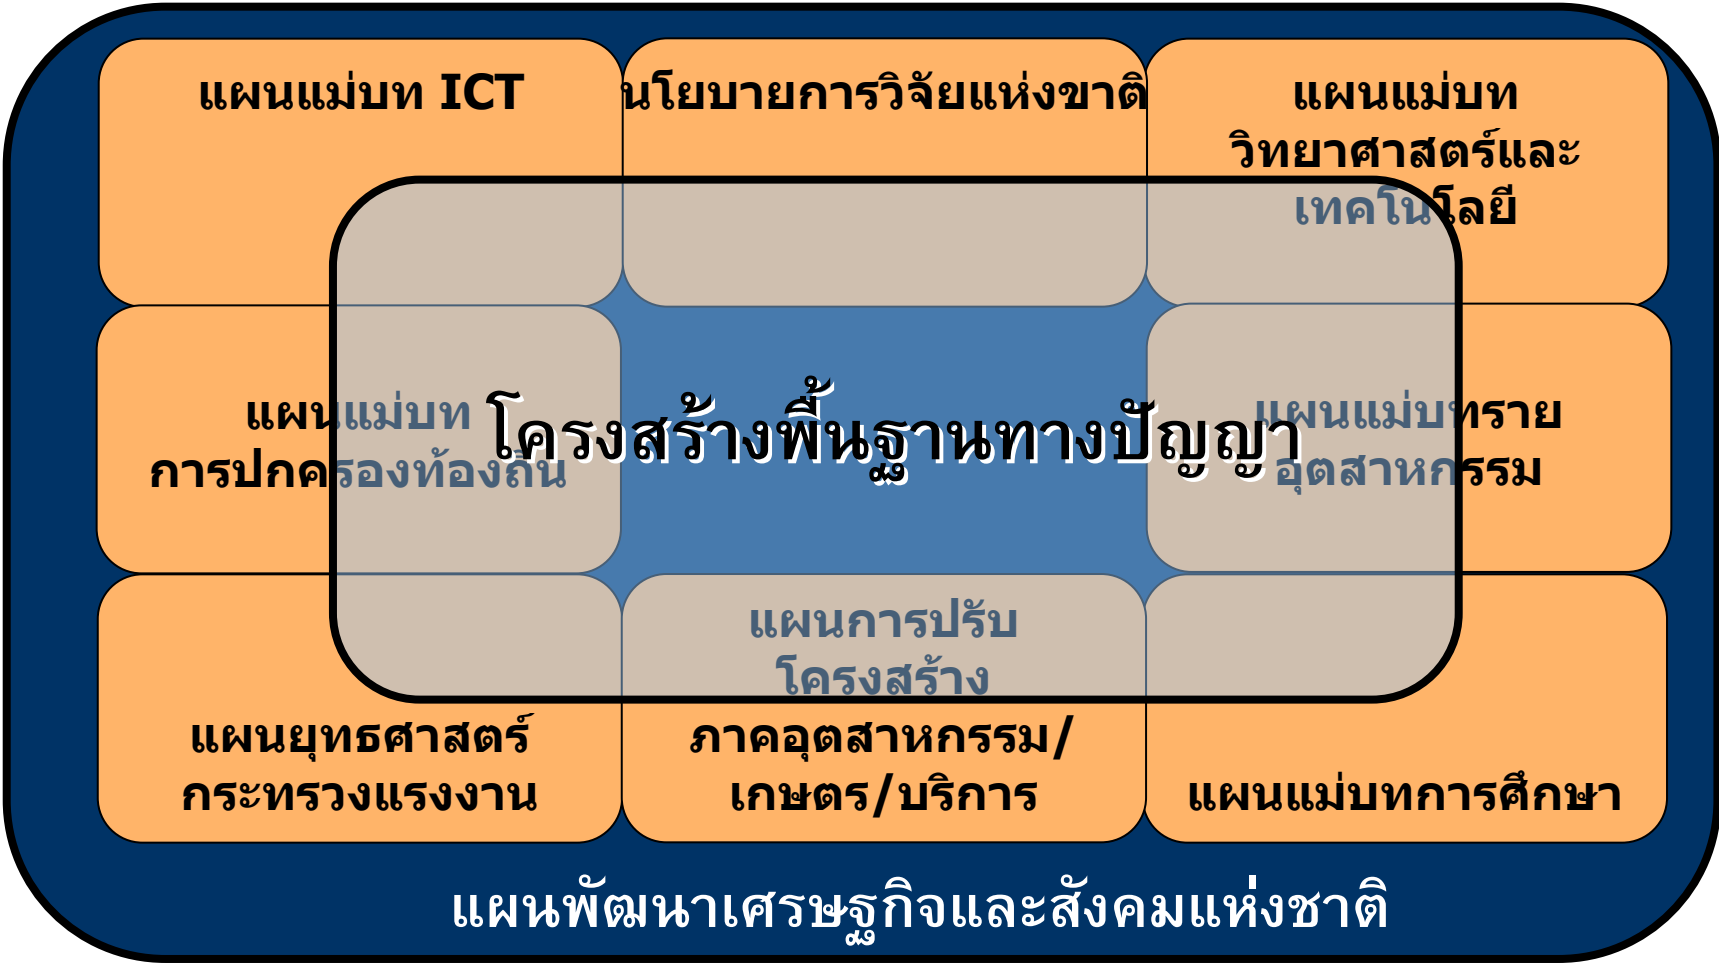 แผนแม่บท ICT
นโยบายการวิจัยแห่งชาติ
แผนแม่บท
วิทยาศาสตร์และ
เทคโนโลยี
แผนแม่บท
การปกครองท้องถิ่น
โครงสร้างพื้นฐานทางปัญญา
แผนแม่บทราย
อุตสาหกรรม
แผนยุทธศาสตร์
กระทรวงแรงงาน
แผนการปรับ
โครงสร้าง
ภาคอุตสาหกรรม/
เกษตร/บริการ
แผนแม่บทการศึกษา
แผนพัฒนาเศรษฐกิจและสังคมแห่งชาติ